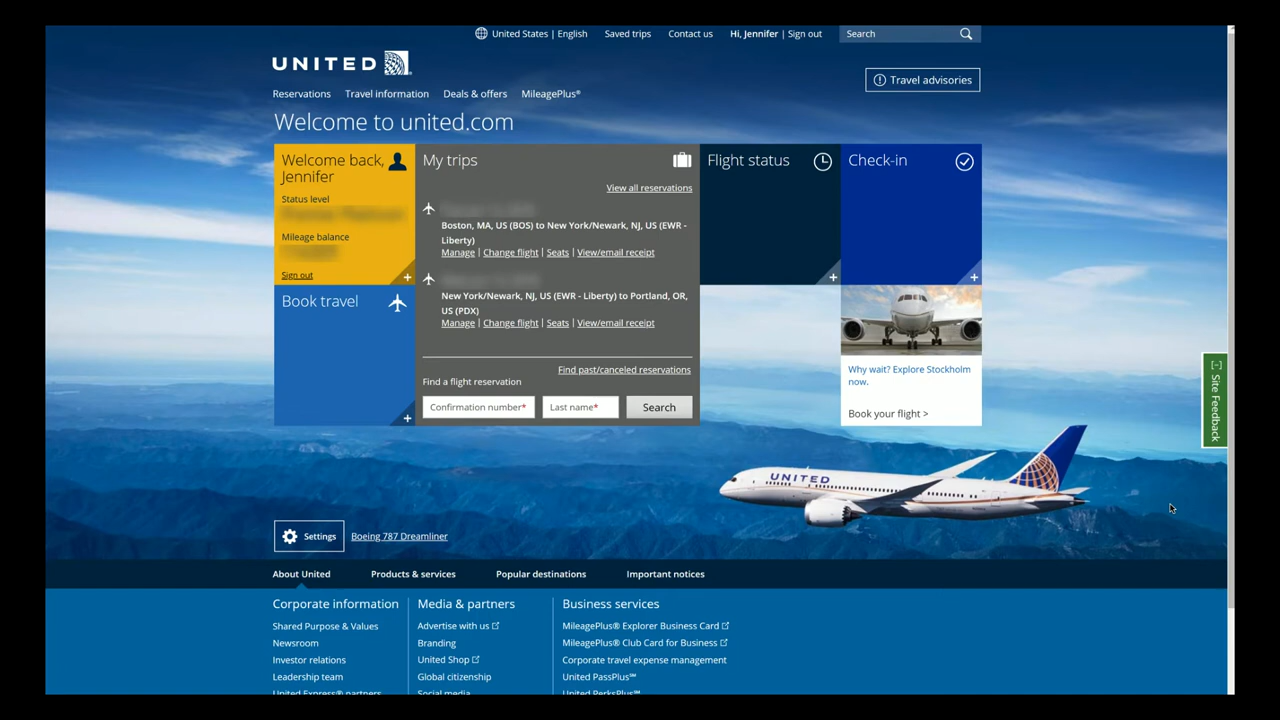 United States | English
Saved trips
Contact us
Hi, Jennifer | Sign out
Search
UNITED
Travel advisories
Reservations
Travel information
Deals & offers
MileagePlus®
Welcome to united.com
Welcome back,
Jennifer
Status level
Mileage balance
Sign out
+
My trips
View all reservations
Boston, MA, US (BOS) to New York/Newark, NJ, US (EWR -
Liberty)
Manage | Change flight | Seats | View/email receipt
New York/Newark, NJ, US (EWR - Liberty) to Portland, OR,
US (PDX)
Manage | Change flight | Seats | View/email receipt
Find past/canceled reservations
Find a flight reservation
Confirmation number*
Last name*
Search
Flight status
+
Check-in
+
Book travel
+
Why wait? Explore Stockholm
now.
Book your flight >
Site Feedback
UNITED
Settings
Boeing 787 Dreamliner
About United
Products & services
Popular destinations
Important notices
Corporate information
Shared Purpose & Values
Newsroom
Investor relations
Leadership team
United Express® partners
Media & partners
Advertise with us
Branding
United Shop
Global citizenship
Social media
Business services
MileagePlus® Explorer Business Card
MileagePlus® Club Card for Business
Corporate travel expense management
United PassPlus℠
United PerksPlus℠